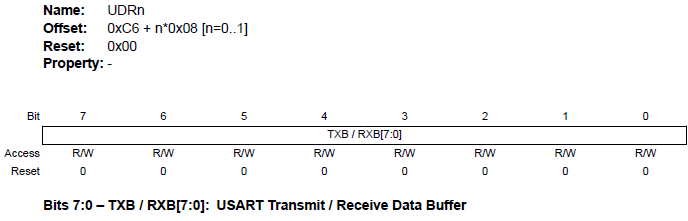 Name: UDRn
Offset: 0xC6 + n*0x08 [n=0..1]
Reset: 0x00
Property: -
Bit 7 6 5 4 3 2 1 0
TXB / RXB[7:0]
Access R/W R/W R/W R/W R/W R/W R/W R/W
Reset 0 0 0 0 0 0 0 0
Bits 7:0 – TXB / RXB[7:0]: USART Transmit / Receive Data Buffer